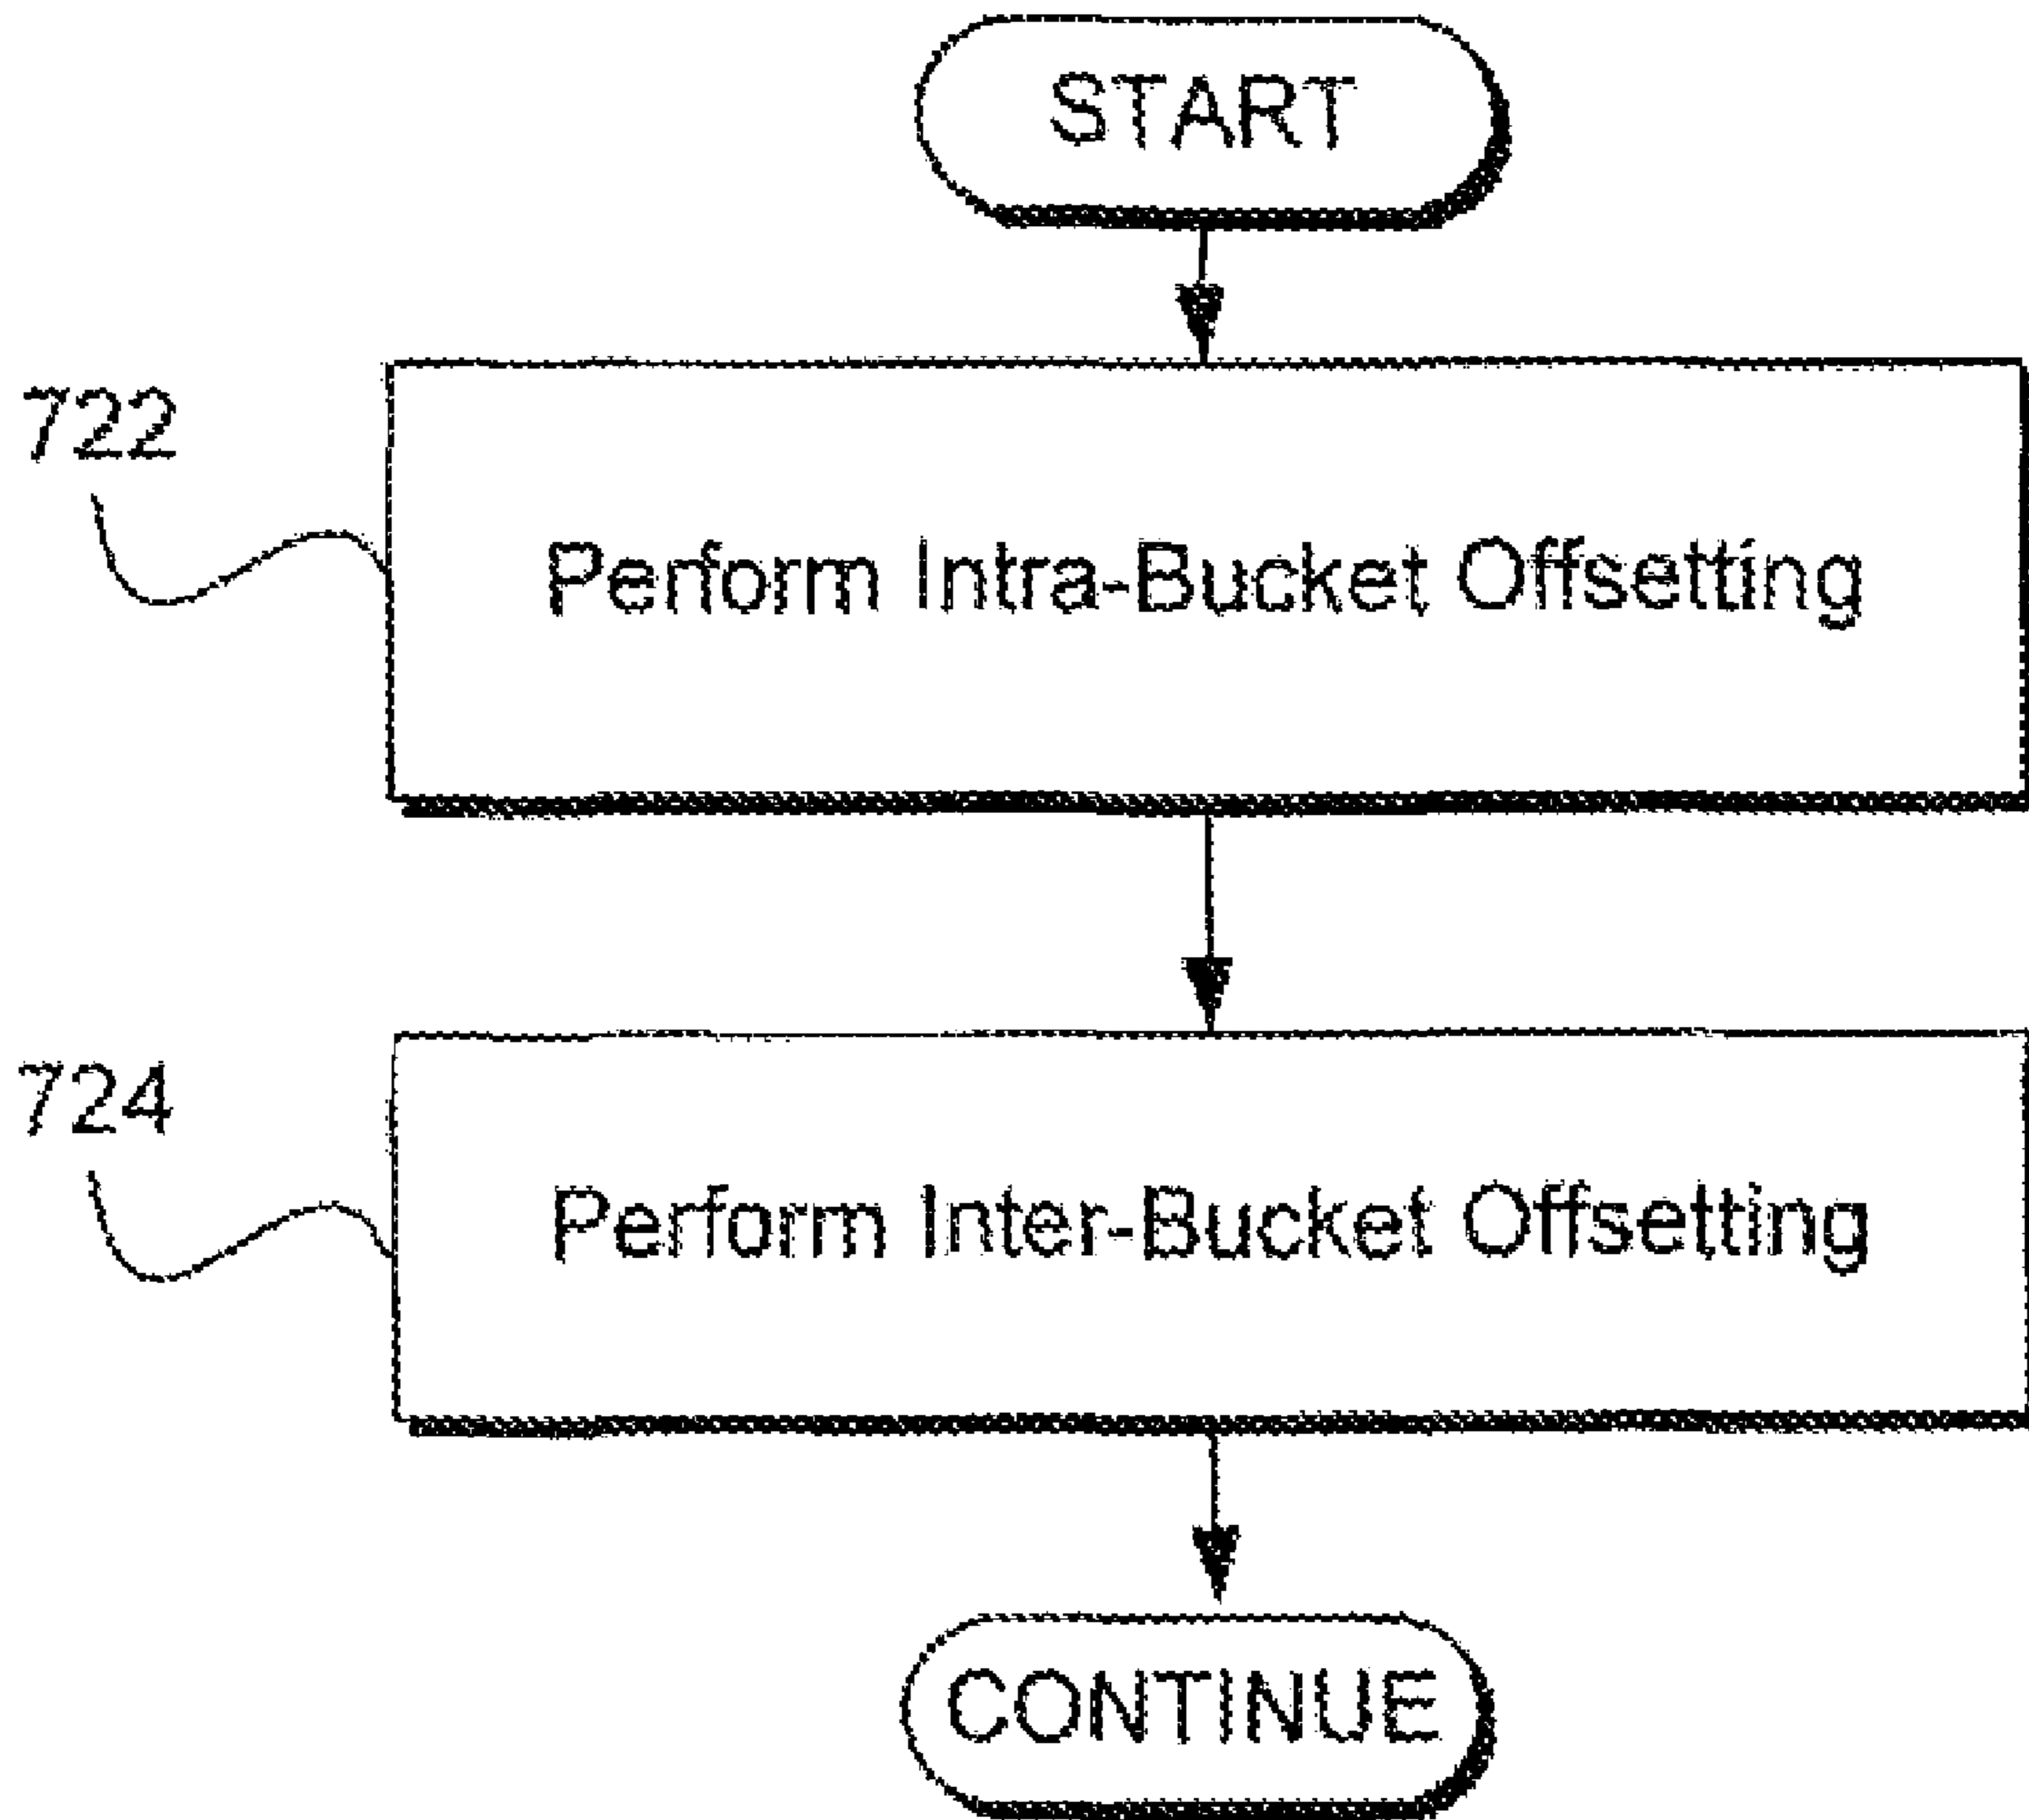 START
722
Perform Intra-Bucket Offsetting
724
Perform Inter-Bucket Offsetting
CONTINUE